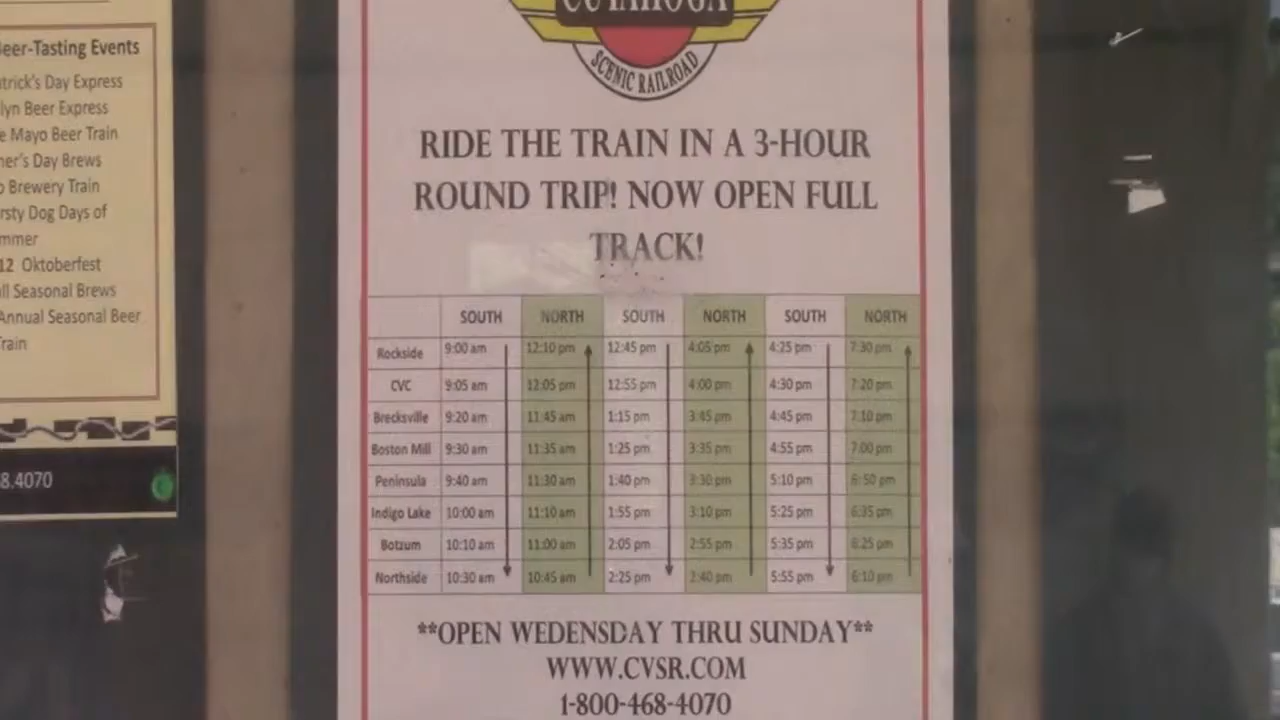 Beer-Tasting Events
trick's Day Express
lyn Beer Express
e Mayo Beer Train
her's Day Brews
Brewery Train
rsty Dog Days of
mmer
12 Oktoberfest
ll Seasonal Brews
Annual Seasonal Beer
Train
8.4070
CUYAHOGA
SCENIC RAILROAD
RIDE THE TRAIN IN A 3-HOUR
ROUND TRIP! NOW OPEN FULL
TRACK!
SOUTH NORTH SOUTH NORTH SOUTH NORTH
Rockside 9:00 am 12:10 pm 12:45 pm 4:05 pm 4:25 pm 7:30 pm
CVC 9:05 am 12:05 pm 12:55 pm 4:00 pm 4:30 pm 7:20 pm
Brecksville 9:20 am 11:45 am 1:15 pm 3:45 pm 4:45 pm 7:10 pm
Boston Mill 9:30 am 11:35 am 1:25 pm 3:35 pm 4:55 pm 7:00 pm
Peninsula 9:40 am 11:30 am 1:40 pm 3:30 pm 5:10 pm 6:50 pm
Indigo Lake 10:00 am 11:10 am 1:55 pm 3:10 pm 5:25 pm 6:35 pm
Botzum 10:10 am 11:00 am 2:05 pm 2:55 pm 5:35 pm 6:25 pm
Northside 10:30 am 10:45 am 2:25 pm 2:40 pm 5:55 pm 6:10 pm
**OPEN WEDENSDAY THRU SUNDAY**
WWW.CVSR.COM
1-800-468-4070